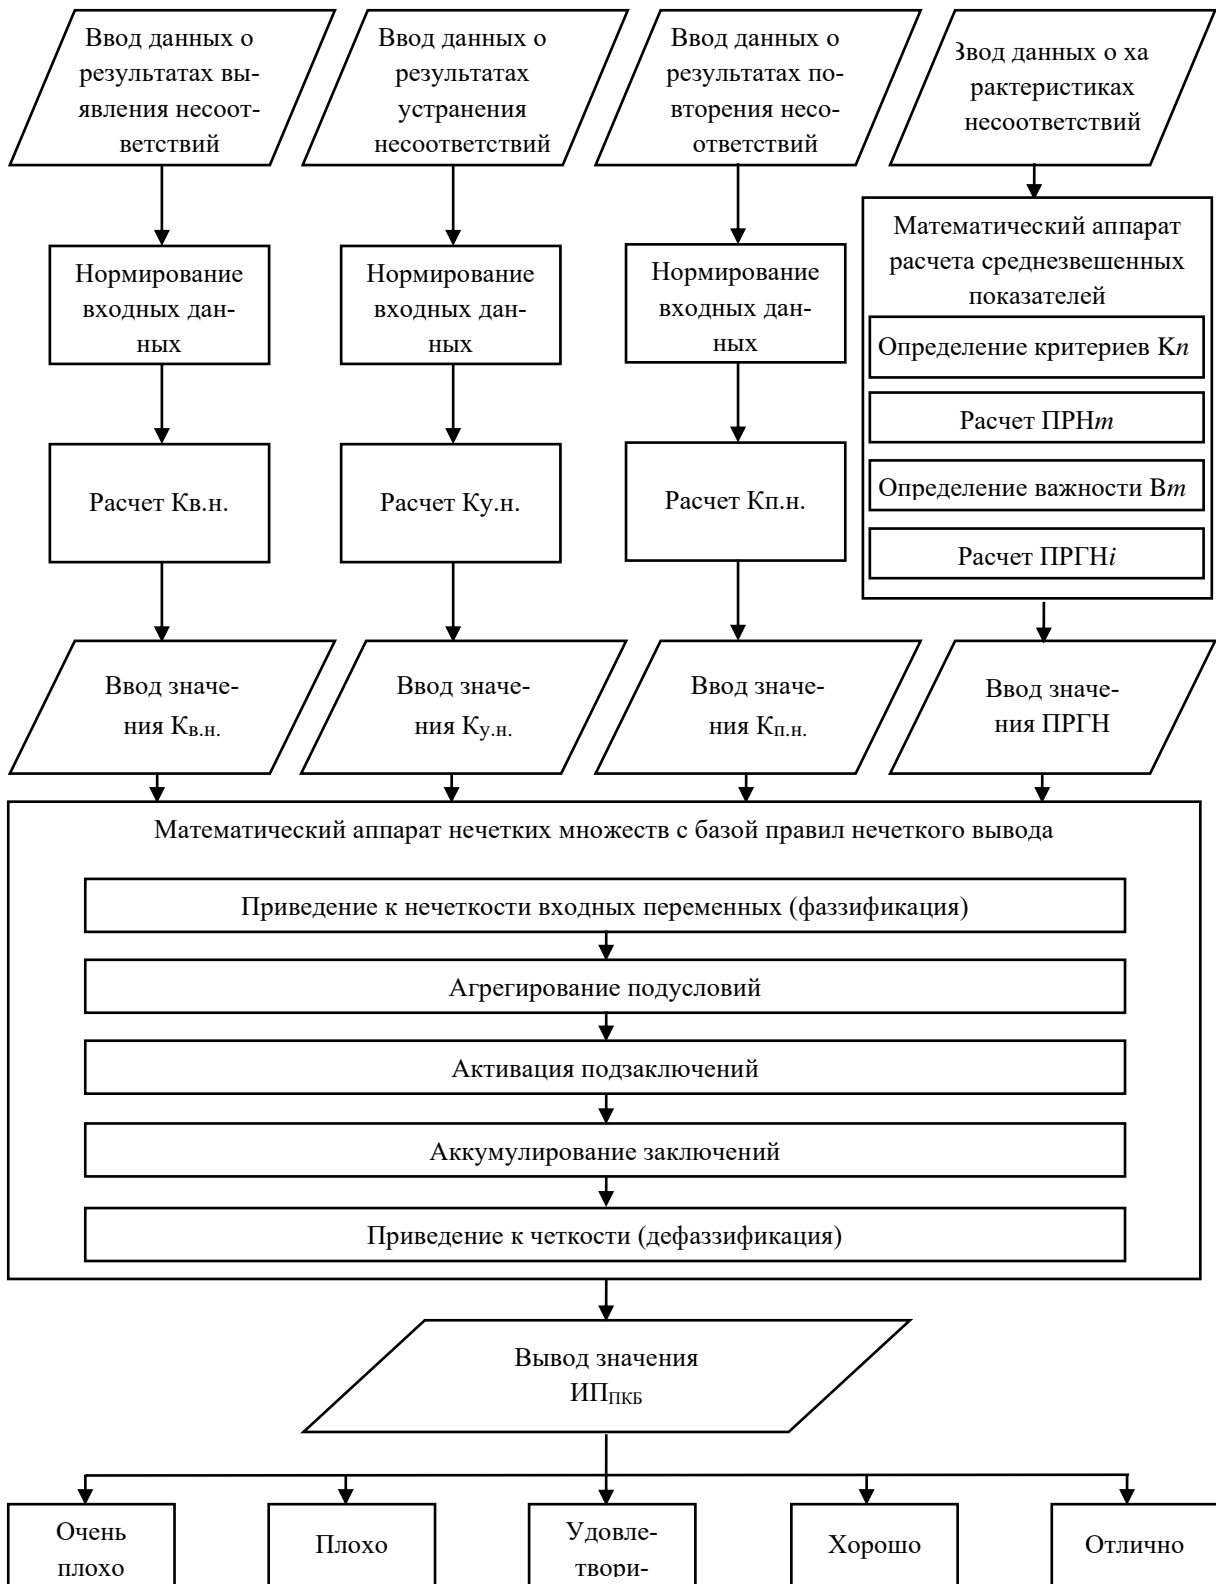 Ввод данных о
результатах вы-
явления несоот-
ветствий
Ввод данных о
результатах
устранения
несоответствий
Ввод данных о
результатах по-
вторения несо-
ответствий
Ввод данных о ха
рактеристиках
несоответствий
Нормирование
входных дан-
ных
Нормирование
входных дан-
ных
Нормирование
входных дан-
ных
Математический аппарат
расчета среднезвешенных
показателей
Определение критериев Kn
Расчет ПРНm
Определение важности Bm
Расчет ПРГНi
Расчет Кв.н.
Расчет Ку.н.
Расчет Кп.н.
Ввод значе-
ния Кв.н.
Ввод значе-
ния Ку.н.
Ввод значе-
ния Кп.н.
Ввод значе-
ния ПРГН
Математический аппарат нечетких множеств с базой правил нечеткого вывода
Приведение к нечеткости входных переменных (фаззификация)
Агрегирование подусловий
Активация подзаключений
Аккумулирование заключений
Приведение к четкости (дефаззификация)
Вывод значения
ИППКБ
Очень
плохо
Плохо
Удовле-
твори-
Хорошо
Отлично